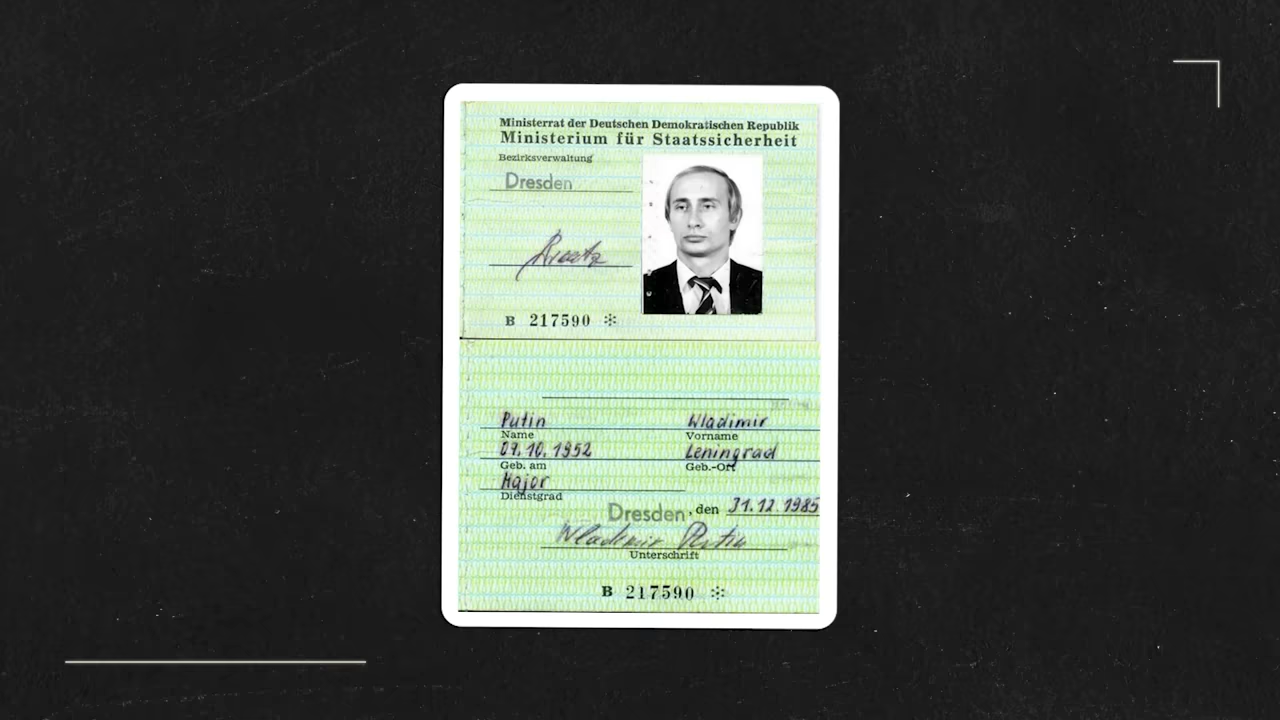 Ministerrat der Deutschen Demokratischen Republik
Ministerium für Staatssicherheit
Bezirksverwaltung
Dresden
B 217590 ✻
Putin Wladimir
Name Vorname
07.10.1952 Leningrad
Geb. am Geb.-Ort
Major
Dienstgrad
Dresden, den 31.12.1985
Wladimir Putin
Unterschrift
B 217590 ✻